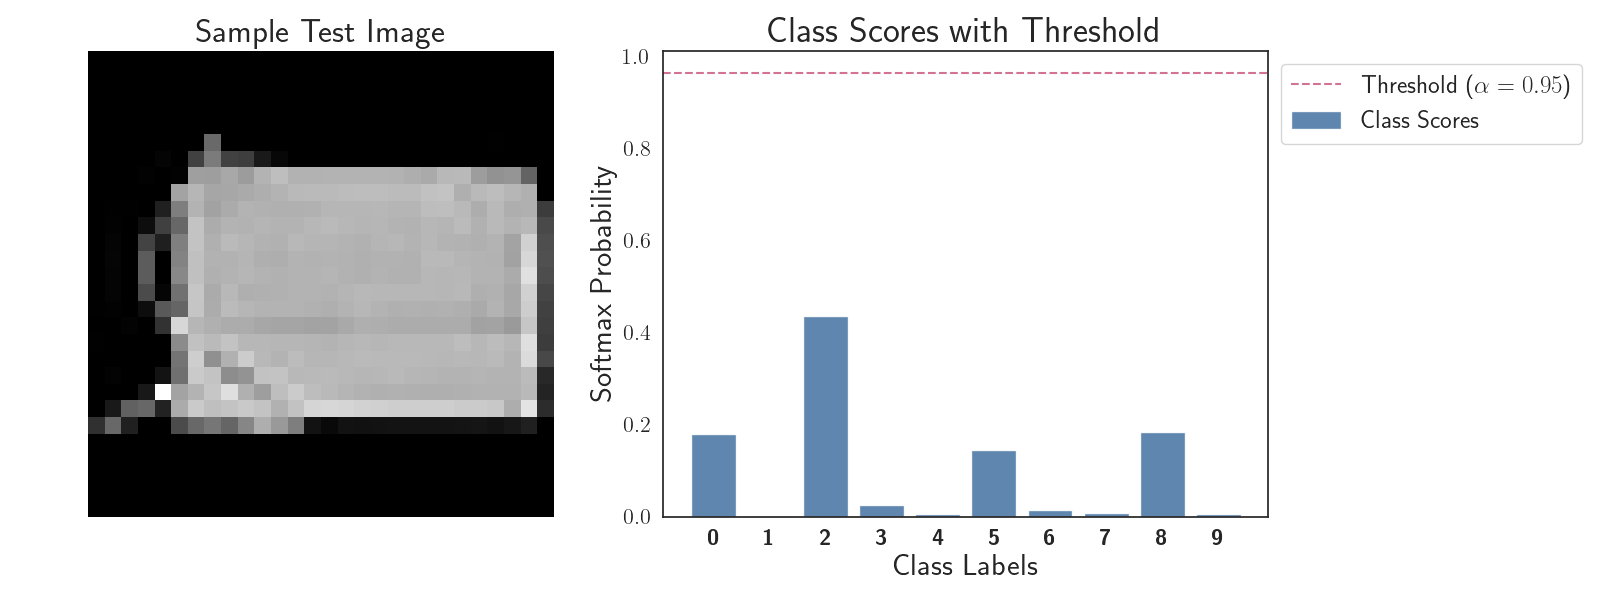 Sample Test Image
Class Scores with Threshold
Softmax Probability
1.0
0.8
0.6
0.4
0.2
0.0
0 1 2 3 4 5 6 7 8 9
Class Labels
Threshold (α = 0.95)
Class Scores